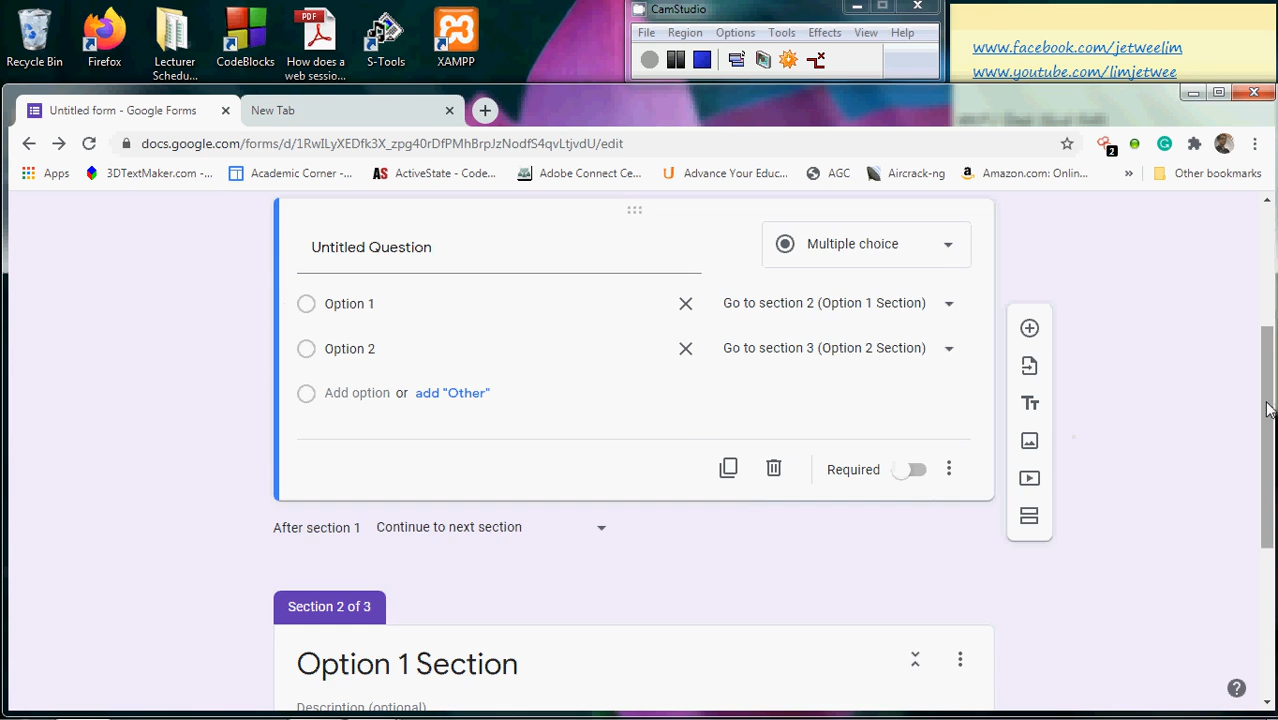 CamStudio
File Region Options Tools Effects View Help
www.facebook.com/jetweelim
www.youtube.com/limjetwee
PDF
Recycle Bin
Firefox
Lecturer Schedu...
CodeBlocks
How does a web sessio...
S-Tools
XAMPP
Untitled form - Google Forms
New Tab
docs.google.com/forms/d/1RwILyXEDfk3X_zpg40rDfPMhBrpJzNodfS4qvLtjvdU/edit
2
Apps 3DTextMaker.com -... Academic Corner -... AS ActiveState - Code... Adobe Connect Ce... U Advance Your Educ... AGC Aircrack-ng a Amazon.com: Onlin... » Other bookmarks
Untitled Question
Multiple choice
Option 1
Go to section 2 (Option 1 Section)
Option 2
Go to section 3 (Option 2 Section)
Add option or add "Other"
Tт
Required
After section 1 Continue to next section
Section 2 of 3
Option 1 Section
Description (optional)